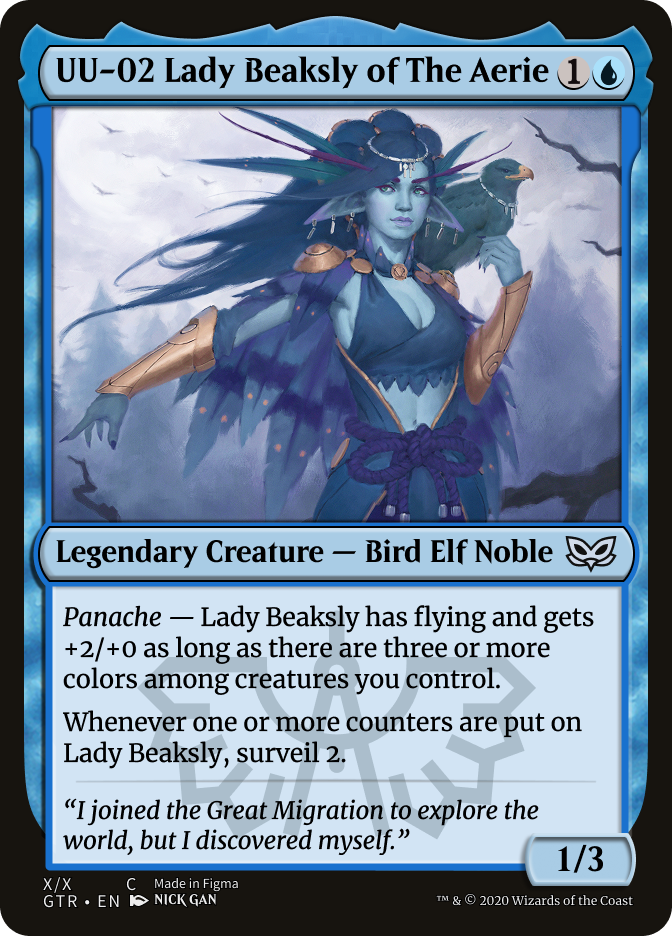 UU-02 Lady Beaksly of The Aerie 1
Legendary Creature — Bird Elf Noble
Panache — Lady Beaksly has flying and gets
+2/+0 as long as there are three or more
colors among creatures you control.
Whenever one or more counters are put on
Lady Beaksly, surveil 2.
“I joined the Great Migration to explore the
world, but I discovered myself.”
1/3
X/X C Made in Figma
GTR • EN NICK GAN
™ & © 2020 Wizards of the Coast